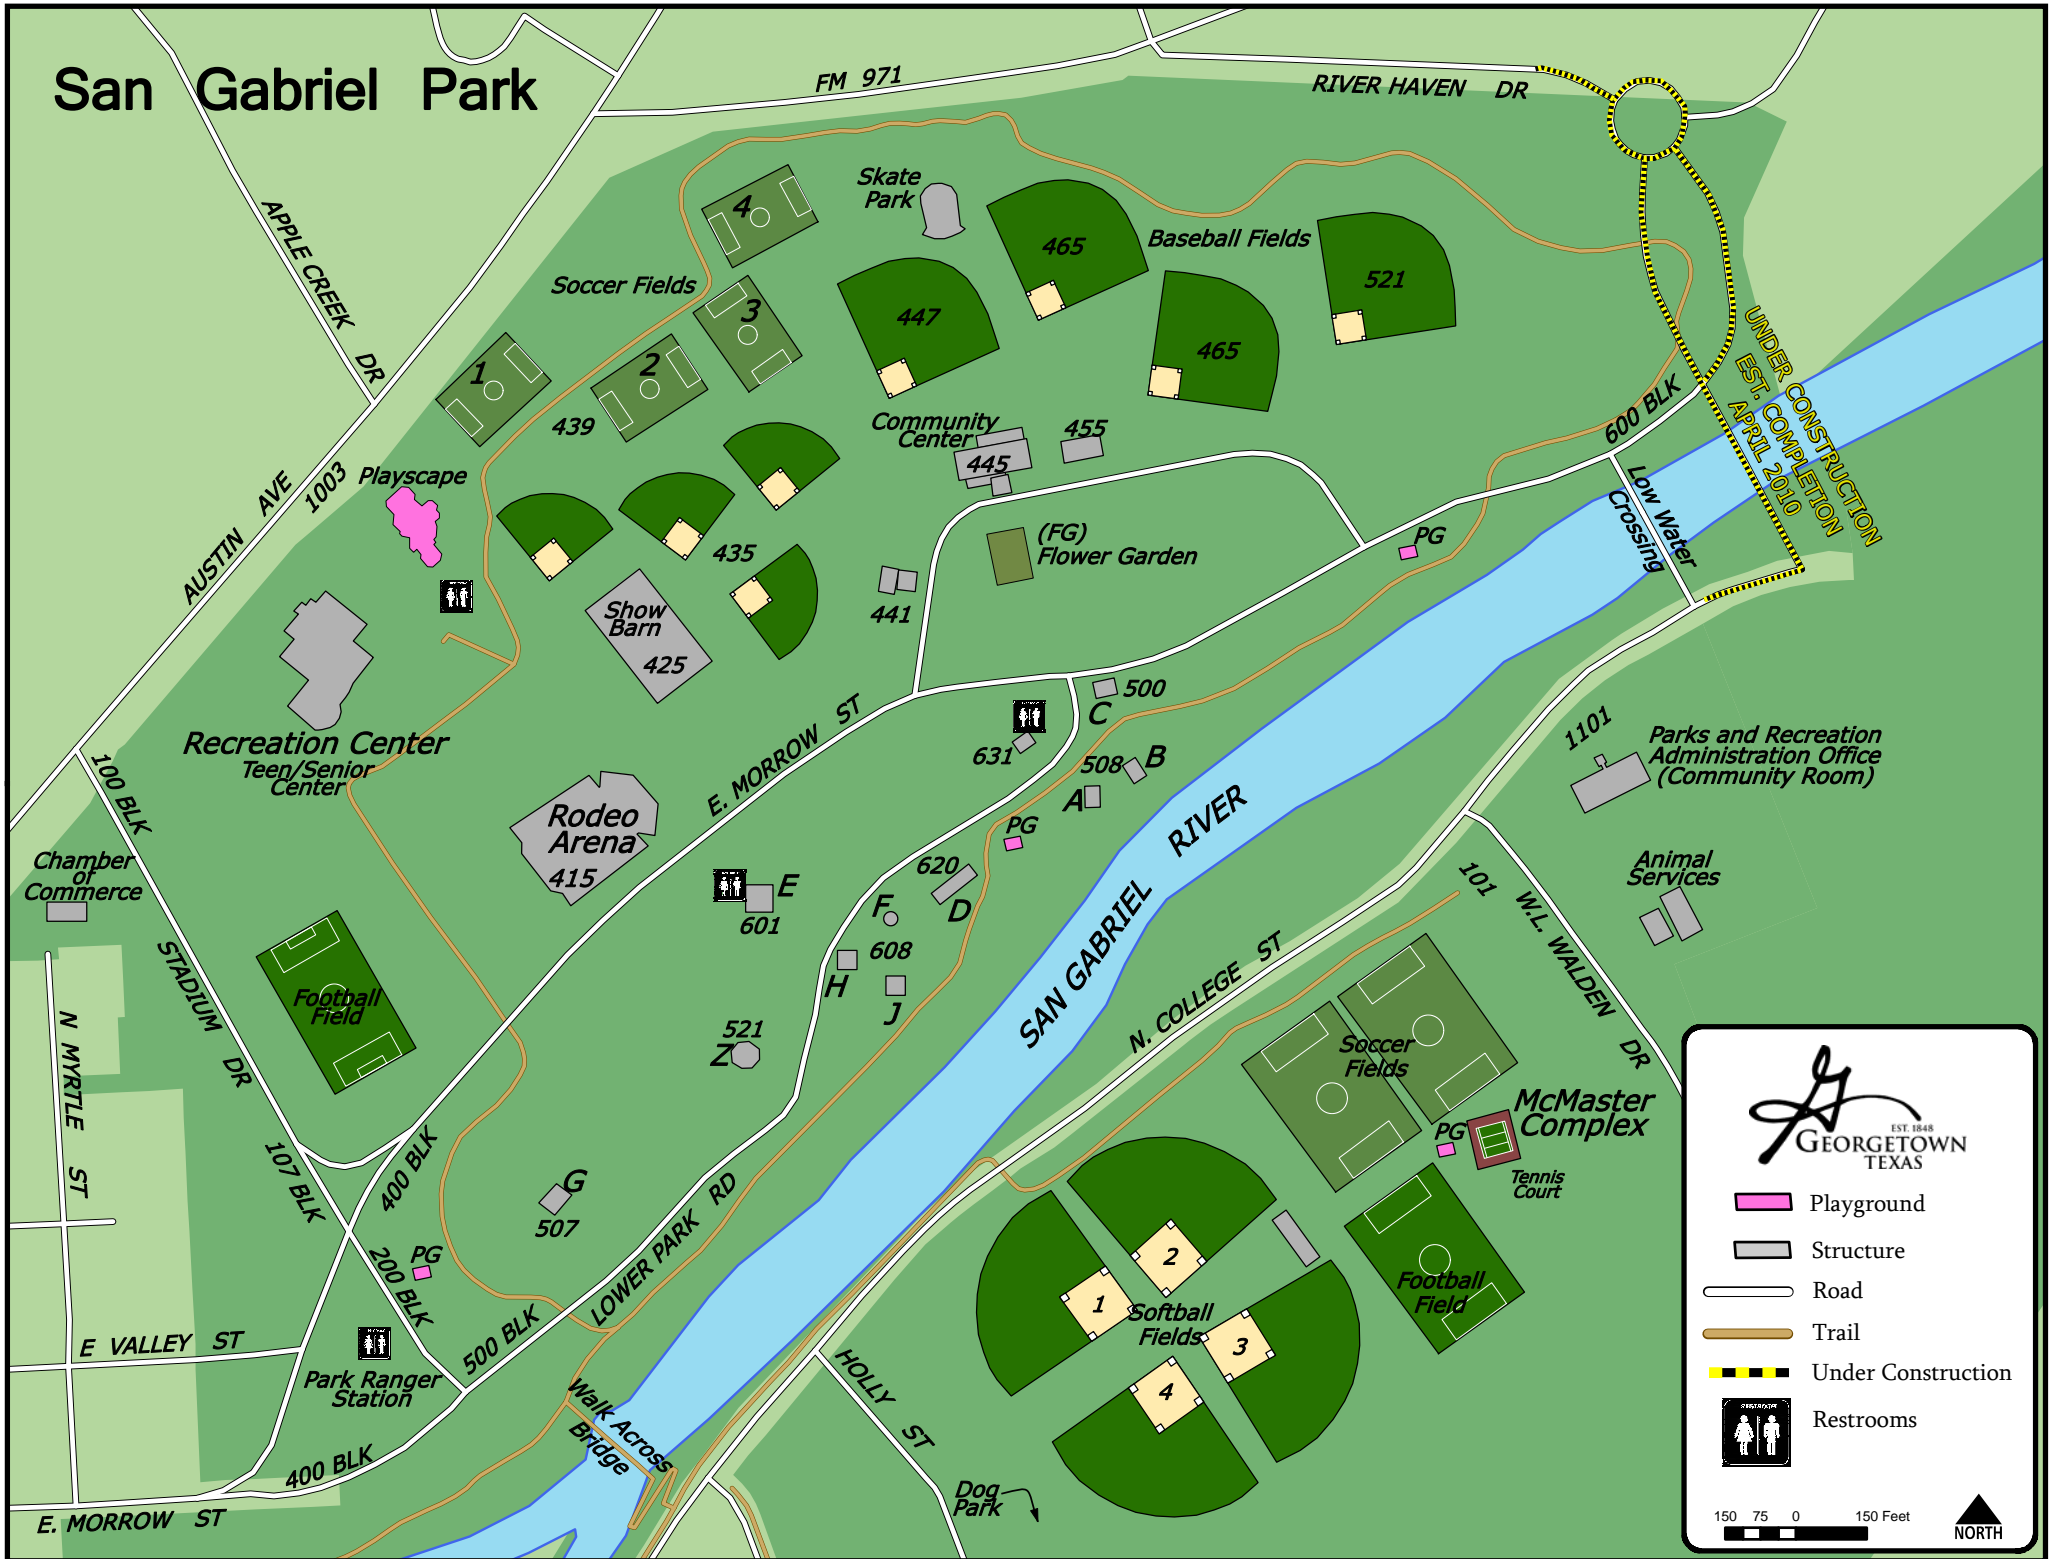 San Gabriel Park
FM 971
RIVER HAVEN DR
APPLE CREEK DR
AUSTIN AVE
1003
Skate
Park
4
465
Baseball Fields
521
Soccer Fields
3
447
1
2
465
439
Community
Center
445
455
600 BLK
UNDER CONSTRUCTION
EST. COMPLETION
APRIL 2010
Low Water
Crossing
Playscape
435
(FG)
Flower Garden
PG
Show
Barn
425
441
500
C
631
508
B
A
PG
E. MORROW ST
Recreation Center
Teen/Senior
Center
100 BLK
Rodeo
Arena
415
Chamber
of
Commerce
E
601
620
D
F
608
H
J
521
Z
SAN GABRIEL RIVER
1101
Parks and Recreation
Administration Office
(Community Room)
Animal
Services
101
W.L. WALDEN DR
N. COLLEGE ST
STADIUM DR
Football
Field
N MYRTLE ST
107 BLK
400 BLK
G
507
LOWER PARK RD
PG
200 BLK
500 BLK
E VALLEY ST
Park Ranger
Station
400 BLK
E. MORROW ST
Walk Across
Bridge
HOLLY ST
Dog
Park
Soccer
Fields
McMaster
Complex
PG
Tennis
Court
2
1
Softball
Fields
3
4
Football
Field
EST. 1848
GEORGETOWN
TEXAS
Playground
Structure
Road
Trail
Under Construction
Restrooms
150 75 0 150 Feet
NORTH